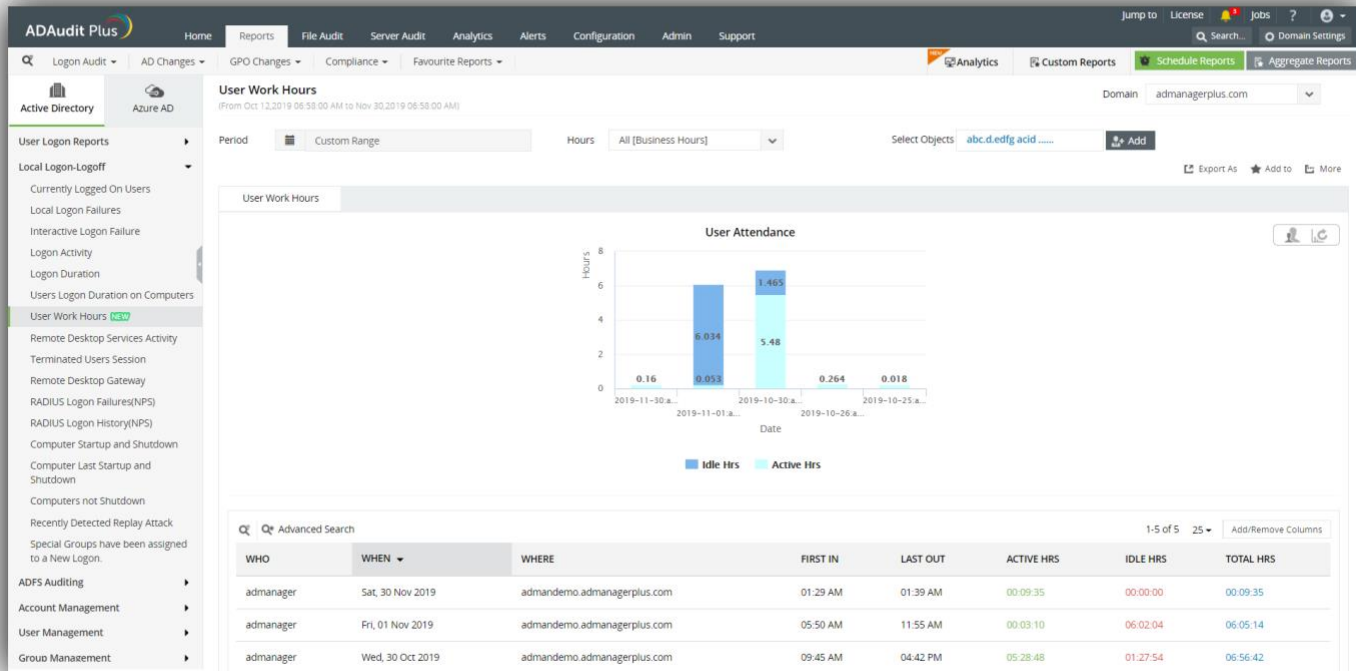 Jump to License 3 Jobs ?
ADAudit Plus Home Reports File Audit Server Audit Analytics Alerts Configuration Admin Support Search... Domain Settings
Logon Audit AD Changes GPO Changes Compliance Favourite Reports NEW Analytics Custom Reports Schedule Reports Aggregate Reports
Active Directory Azure AD
User Logon Reports
Local Logon-Logoff
Currently Logged On Users
Local Logon Failures
Interactive Logon Failure
Logon Activity
Logon Duration
Users Logon Duration on Computers
User Work Hours NEW
Remote Desktop Services Activity
Terminated Users Session
Remote Desktop Gateway
RADIUS Logon Failures(NPS)
RADIUS Logon History(NPS)
Computer Startup and Shutdown
Computer Last Startup and
Shutdown
Computers not Shutdown
Recently Detected Replay Attack
Special Groups have been assigned
to a New Logon.
ADFS Auditing
Account Management
User Management
Group Management
User Work Hours
(From Oct 12,2019 06:58:00 AM to Nov 30,2019 06:58:00 AM)
Domain admanagerplus.com
Period Custom Range Hours All [Business Hours] Select Objects abc.d.edfg acid ...... Add
Export As Add to More
User Work Hours
User Attendance
Hours
8
6
4
2
0
1.465
6.034
5.48
0.16 0.053 0.264 0.018
2019-11-30:a... 2019-10-30:a... 2019-10-25:a...
2019-11-01:a... 2019-10-26:a...
Date
Idle Hrs Active Hrs
Advanced Search 1-5 of 5 25 Add/Remove Columns
WHO WHEN WHERE FIRST IN LAST OUT ACTIVE HRS IDLE HRS TOTAL HRS
admanager Sat, 30 Nov 2019 admandemo.admanagerplus.com 01:29 AM 01:39 AM 00:09:35 00:00:00 00:09:35
admanager Fri, 01 Nov 2019 admandemo.admanagerplus.com 05:50 AM 11:55 AM 00:03:10 06:02:04 06:05:14
admanager Wed, 30 Oct 2019 admandemo.admanagerplus.com 09:45 AM 04:42 PM 05:28:48 01:27:54 06:56:42